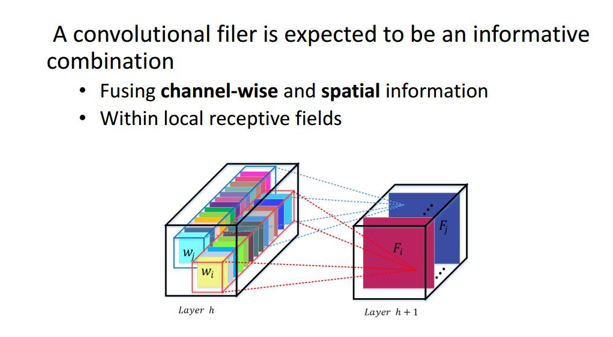 A convolutional filer is expected to be an informative
combination
• Fusing channel-wise and spatial information
• Within local receptive fields
W_j
W_i
F_i
F_j
Layer h
Layer h + 1